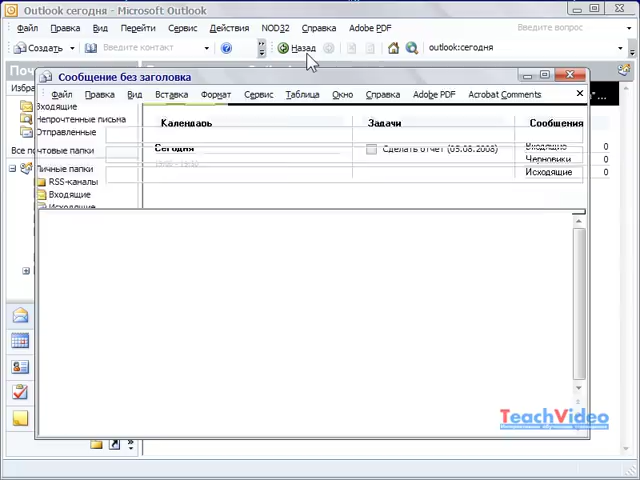 Outlook сегодня - Microsoft Outlook
Файл Правка Вид Перейти Сервис Действия NOD32 Справка Adobe PDF Введите вопрос
Создать Введите контакт Назад outlook:сегодня
Сообщение без заголовка
Файл Правка Вид Вставка Формат Сервис Таблица Окно Справка Adobe PDF Acrobat Comments
Входящие
Непрочтенные письма
Отправленные
Все почтовые папки
Личные папки
RSS-каналы
Входящие
Исходящие
Календарь Задачи Сообщения
Сегодня Сделать отчет (05.08.2008) Входящие 0
Черновики 0
Исходящие 0
TeachVideo